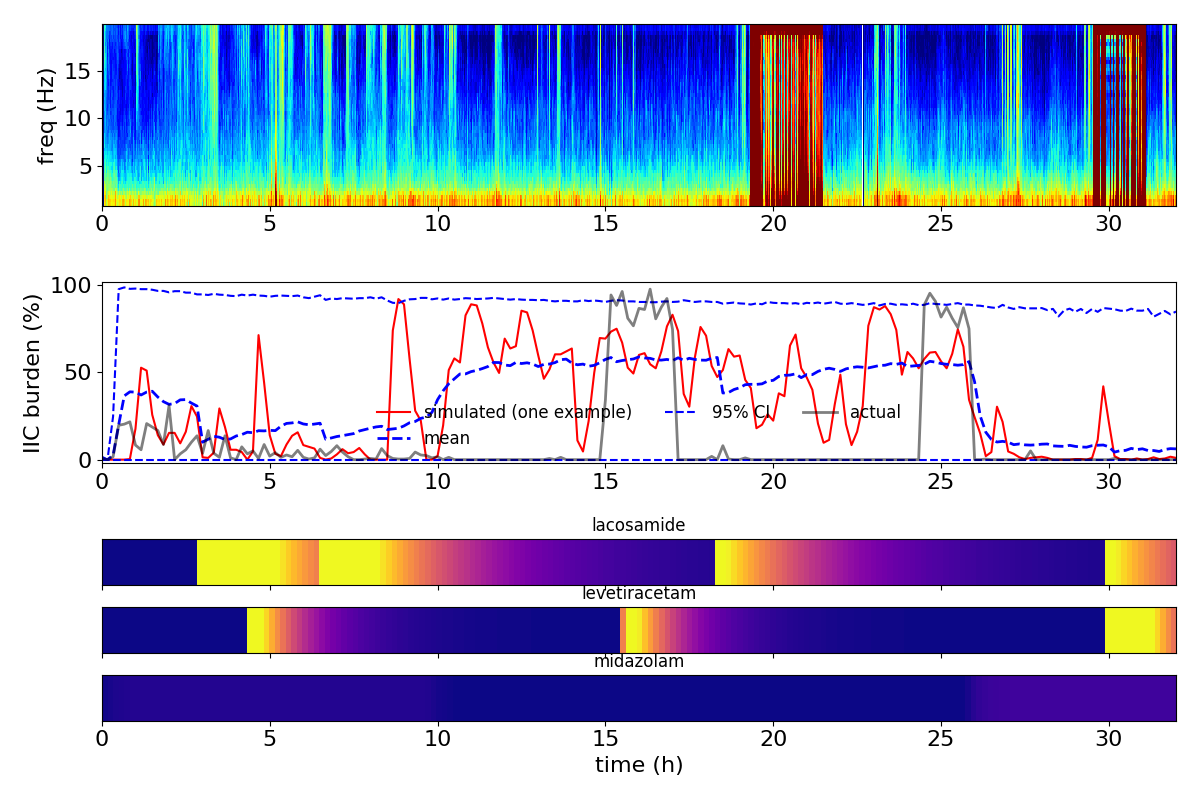 freq (Hz)
15
10
5
0 5 10 15 20 25 30
IIC burden (%)
100
50
0
simulated (one example) 95% CI actual
mean
0 5 10 15 20 25 30
lacosamide
levetiracetam
midazolam
0 5 10 15 20 25 30
time (h)